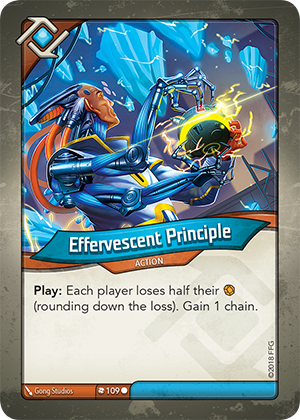 Effervescent Principle
ACTION
Play: Each player loses half their
(rounding down the loss). Gain 1 chain.
©2018 FFG
Gong Studios
109